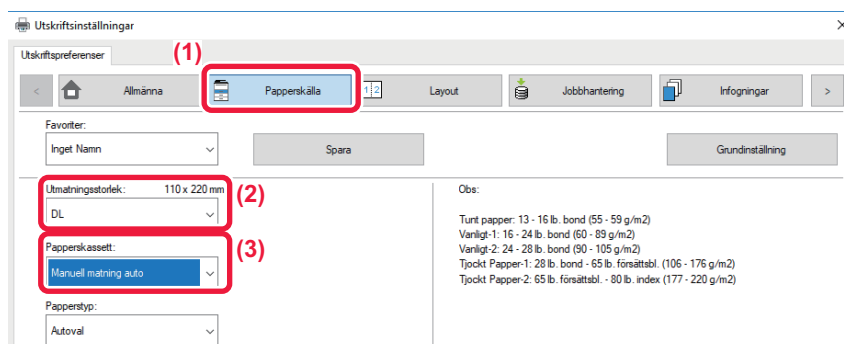 Utskriftsinställningar
Utskriftspreferenser
(1)
< Allmänna Papperskälla 1 2 Layout Jobbhantering Infogningar >
Favoriter:
Inget Namn Spara Grundinställning
Utmatningsstorlek: 110 x 220 mm (2)
DL
Papperskassett: (3)
Manuell matning auto
Papperstyp:
Autoval
Obs:
Tunt papper: 13 - 16 lb. bond (55 - 59 g/m2)
Vanligt-1: 16 - 24 lb. bond (60 - 89 g/m2)
Vanligt-2: 24 - 28 lb. bond (90 - 105 g/m2)
Tjockt Papper-1: 28 lb. bond - 65 lb. försättsbl. (106 - 176 g/m2)
Tjockt Papper-2: 65 lb. försättsbl. - 80 lb. index (177 - 220 g/m2)